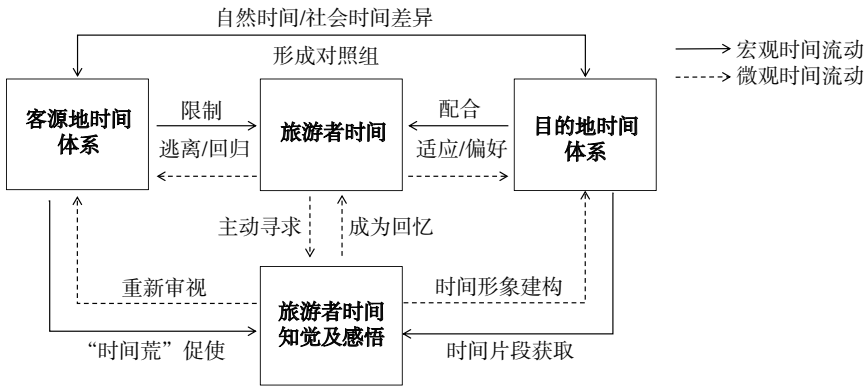 自然时间/社会时间差异
形成对照组
宏观时间流动
微观时间流动
客源地时间
体系
限制
逃离/回归
旅游者时间
配合
适应/偏好
目的地时间
体系
主动寻求
成为回忆
重新审视
旅游者时间
知觉及感悟
时间形象建构
“时间荒”促使
时间片段获取